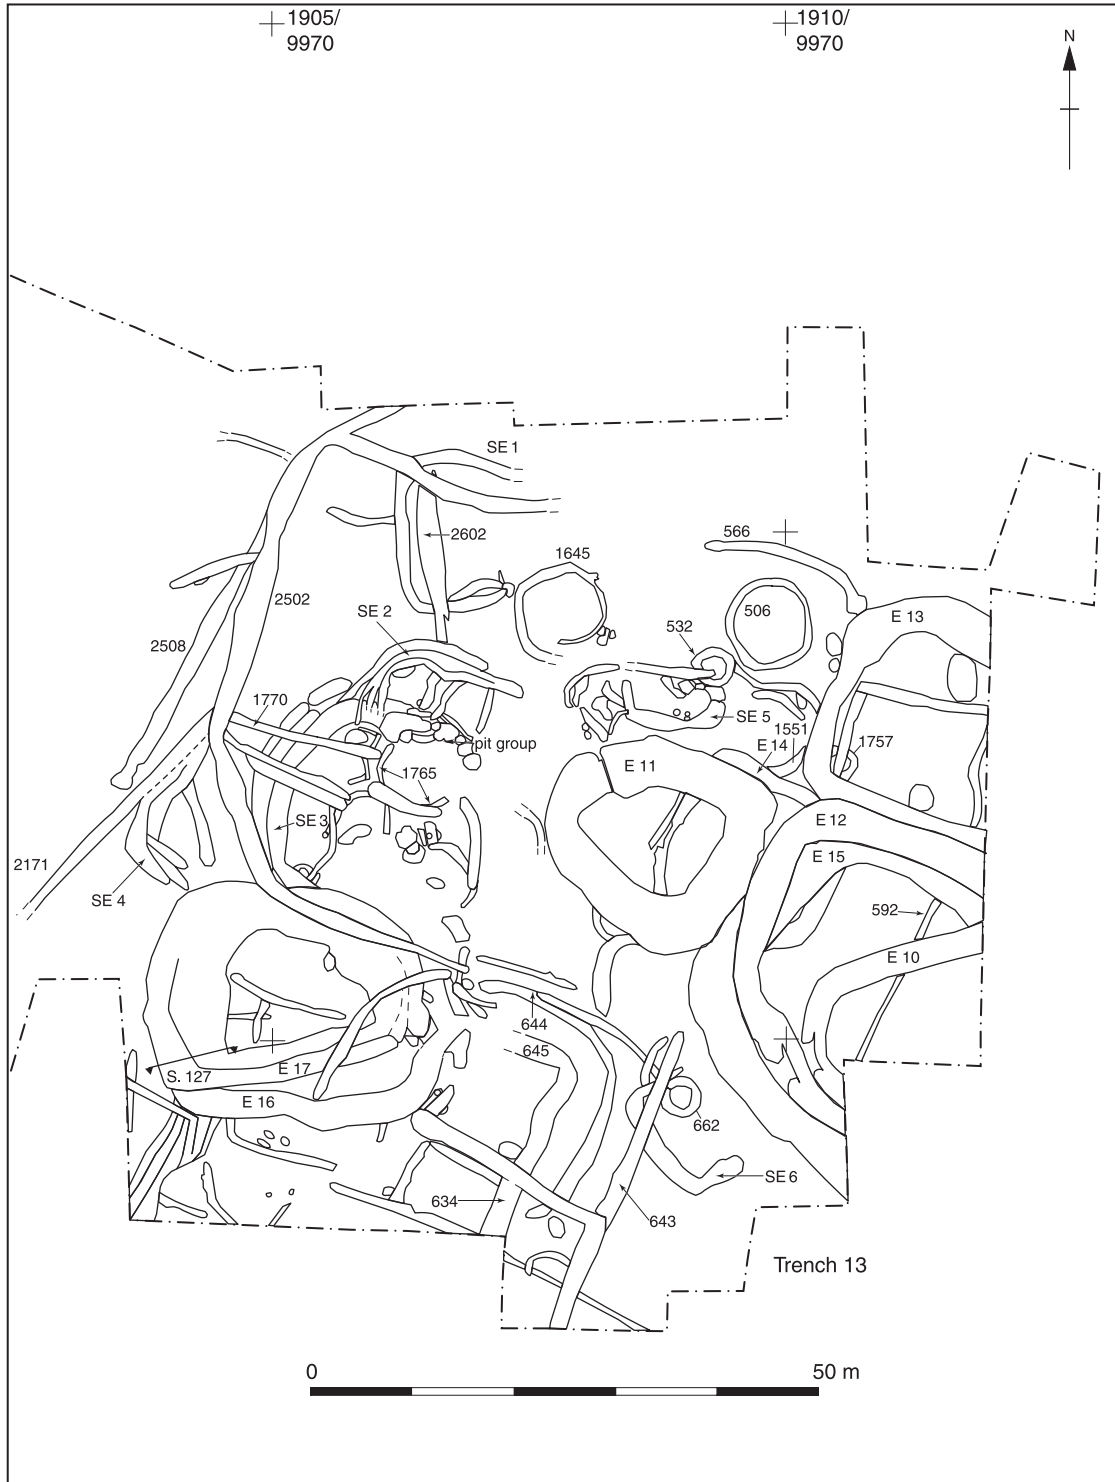 1905/
9970
1910/
9970
N
SE 1
2602
1645
566
506
E 13
2502
SE 2
532
2508
1770
8
SE 5
1551
E 14
1757
pit group
E 11
1765
SE 3
E 12
E 15
2171
SE 4
592
E 10
644
645
S. 127
E 17
E 16
662
SE 6
634
643
Trench 13
0
50 m